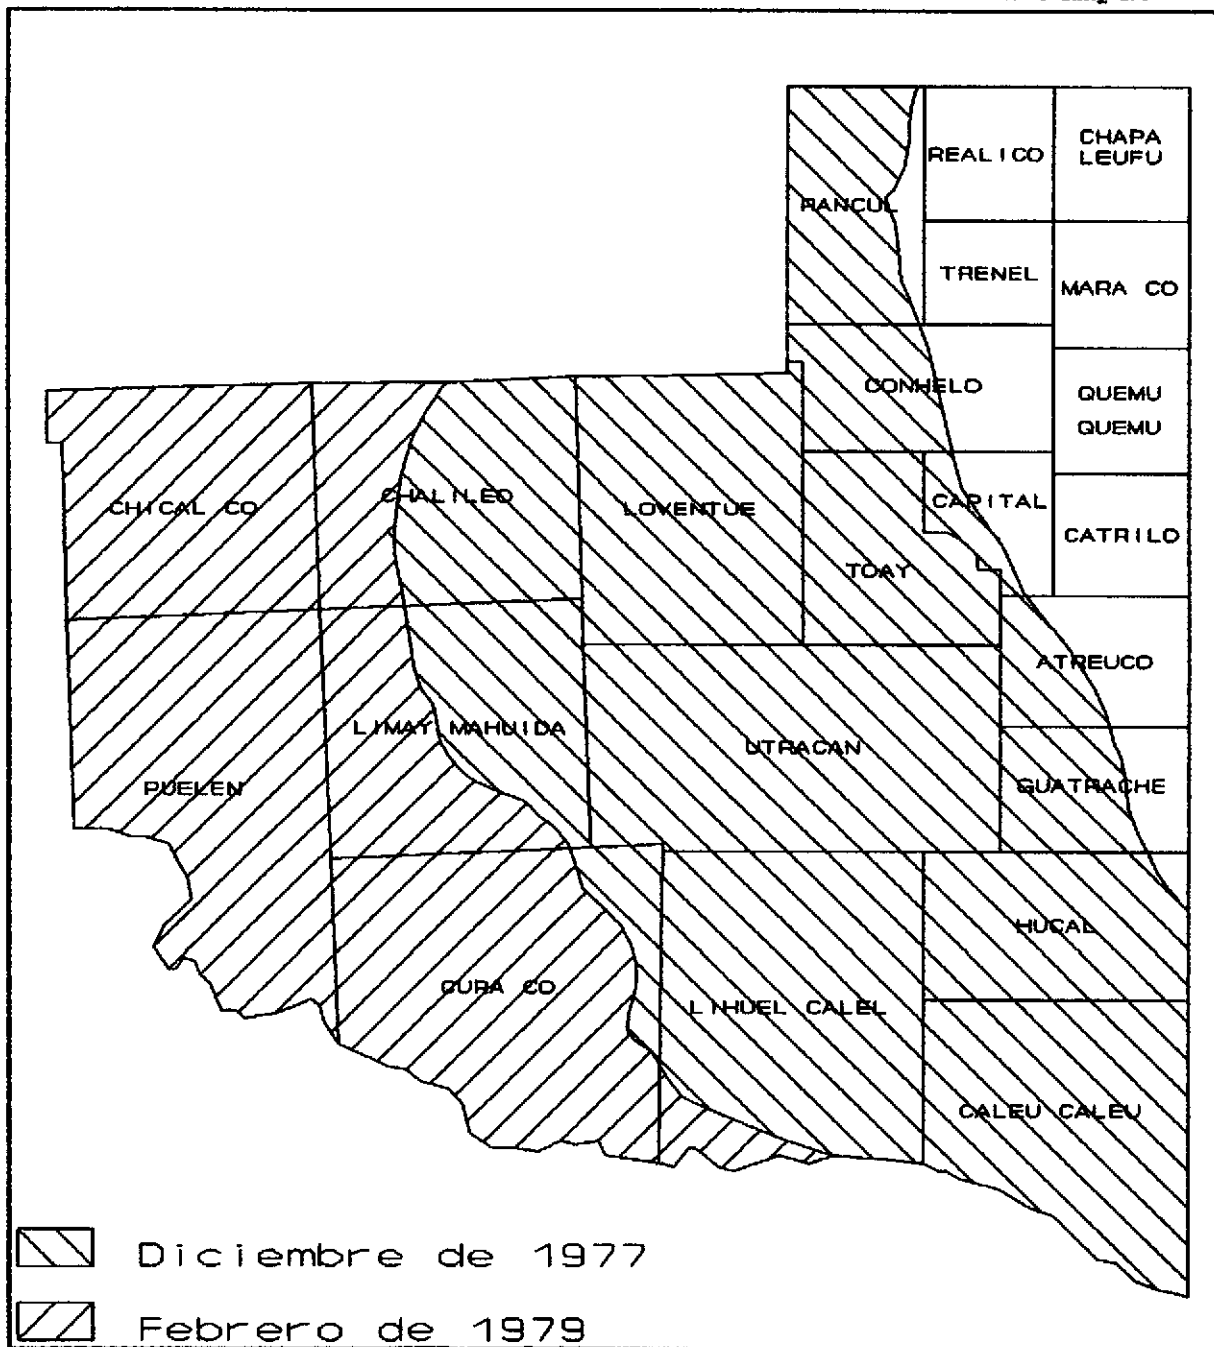 REALICO
CHAPA
LEUFU
RANCUL
TRENEL
MARA CO
CONHELO
QUEMU
QUEMU
CHICAL CO
CHALILEO
LOVENTUE
CAPITAL
CATRILO
TOAY
ATREUCO
LIMAY MAHUIDA
UTRACAN
PUELEN
GUATRACHE
HUCAL
CURA CO
LIHUEL CALEL
CALEU CALEU
Diciembre de 1977
Febrero de 1979